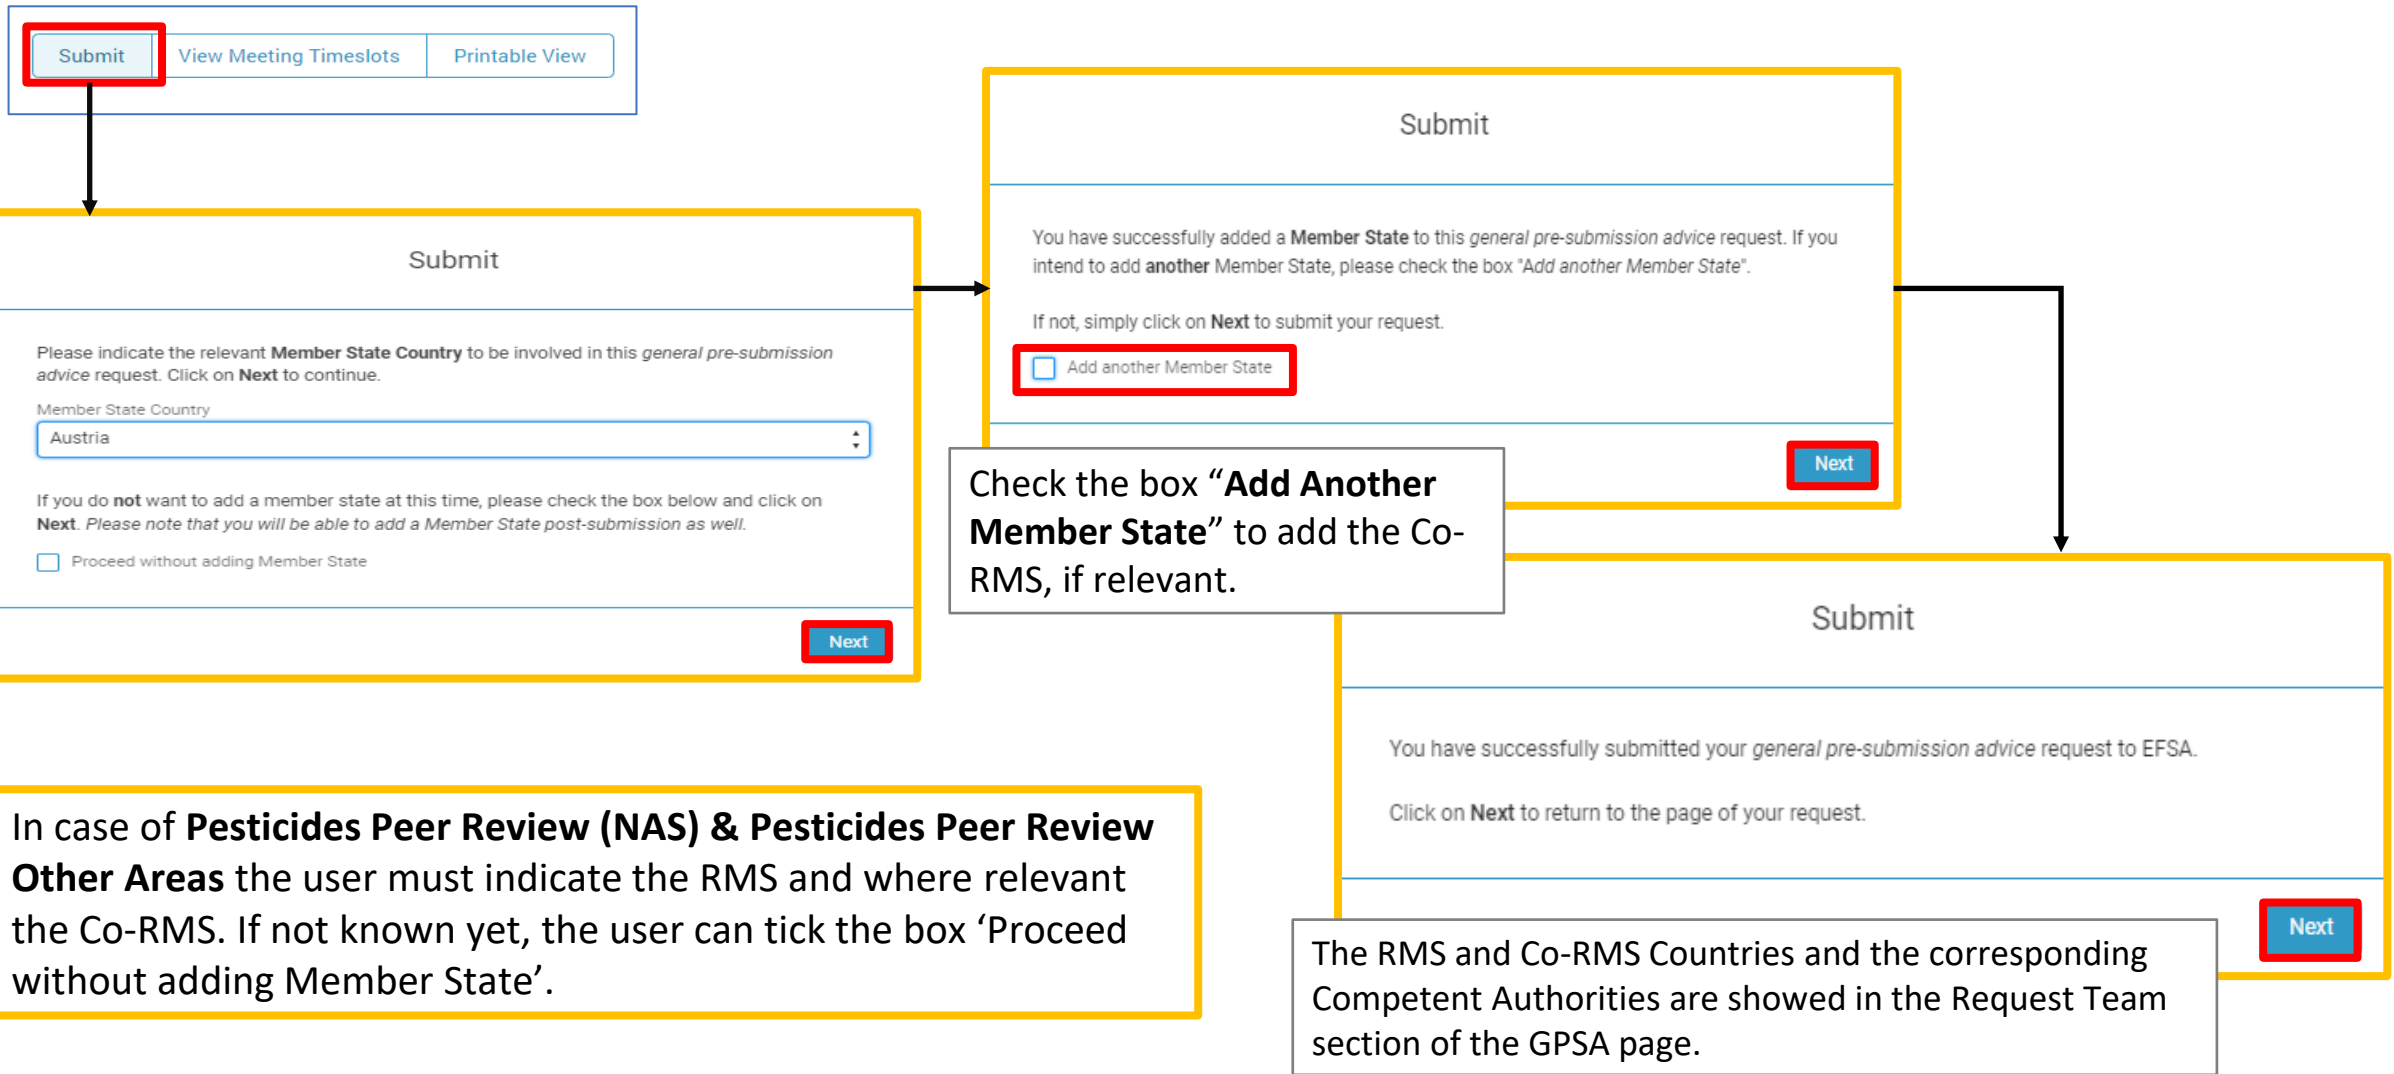 Submit View Meeting Timeslots Printable View
Submit
Please indicate the relevant Member State Country to be involved in this general pre-submission
advice request. Click on Next to continue.
Member State Country
Austria
If you do not want to add a member state at this time, please check the box below and click on
Next. Please note that you will be able to add a Member State post-submission as well.
Proceed without adding Member State
Next
Submit
You have successfully added a Member State to this general pre-submission advice request. If you
intend to add another Member State, please check the box "Add another Member State".
If not, simply click on Next to submit your request.
Add another Member State
Next
Check the box “Add Another
Member State” to add the Co-
RMS, if relevant.
Submit
You have successfully submitted your general pre-submission advice request to EFSA.
Click on Next to return to the page of your request.
Next
The RMS and Co-RMS Countries and the corresponding
Competent Authorities are showed in the Request Team
section of the GPSA page.
In case of Pesticides Peer Review (NAS) & Pesticides Peer Review
Other Areas the user must indicate the RMS and where relevant
the Co-RMS. If not known yet, the user can tick the box ‘Proceed
without adding Member State’.